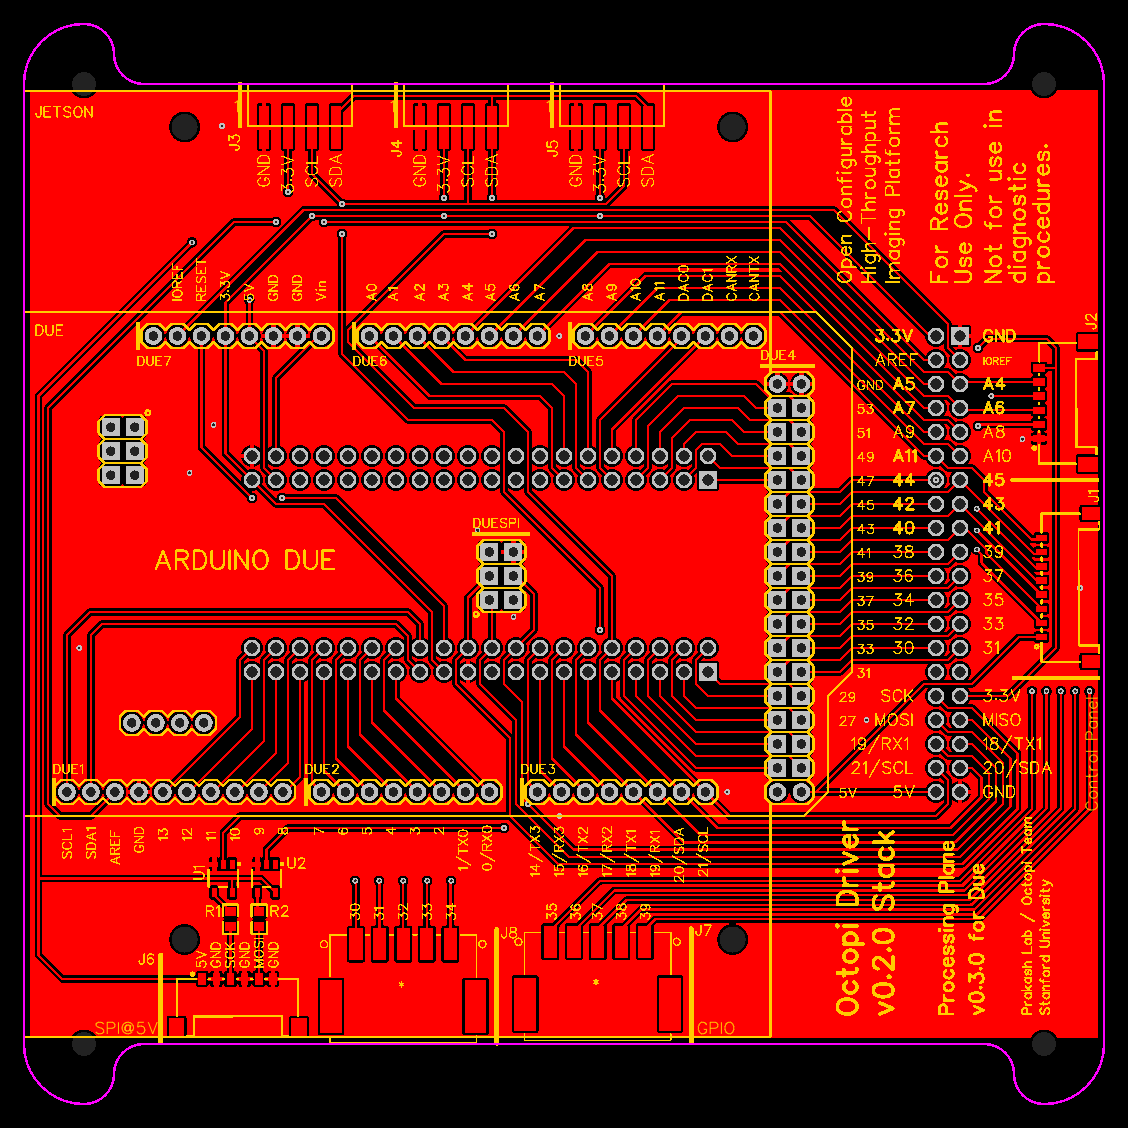 JETSON
J3
J4
J5
GND
3.3V
SCL
SDA
GND
3.3V
SCL
SDA
GND
3.3V
SCL
SDA
Open Configurable
High-Throughput
Imaging Platform
For Research
Use Only.
Not for use in
diagnostic
procedures.
IOREF
RESET
3.3V
5V
GND
GND
Vin
A0
A1
A2
A3
A4
A5
A6
A7
A8
A9
A10
A11
DAC0
DAC1
CANRX
CANTX
DUE
DUE7
DUE6
DUE5
DUE4
J2
3.3V GND
AREF IOREF
GND A5 A4
53 A7 A6
51 A9 A8
49 A11 A10
47 44 45
45 42 43
43 40 41
41 38 39
39 36 37
37 34 35
35 32 33
33 30 31
31
29 SCK 3.3V
27 MOSI MISO
19/RX1 18/TX1
21/SCL 20/SDA
5V 5V GND
J1
Control Panel
DUESPI
ARDUINO DUE
DUE1
DUE2
DUE3
SCL1
SDA1
AREF
GND
13
12
11
10
9
8
7
6
5
4
3
2
1/TX0
0/RX0
14/TX3
15/RX3
16/TX2
17/RX2
18/TX1
19/RX1
20/SDA
21/SCL
U1
U2
R1
R2
30
31
32
33
34
35
36
37
38
39
J6
5V
GND
SCK
GND
MOSI
GND
J8
J7
SPI@5V
GPIO
Octopi Driver
v0.2.0 Stack
Processing Plane
v0.3.0 for Due
Prakash Lab / Octopi Team
Stanford University